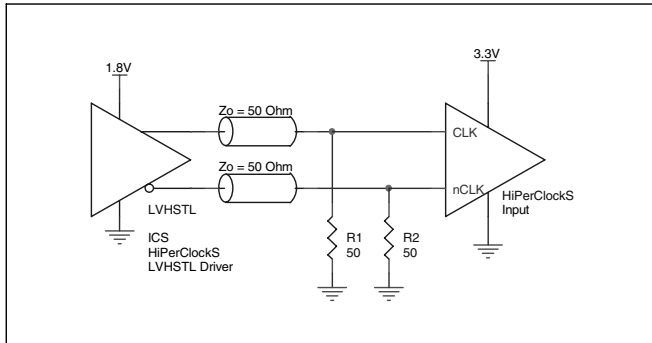 1.8V
3.3V
Zo = 50 Ohm
CLK
Zo = 50 Ohm
nCLK
HiPerClockS
Input
LVHSTL
ICS
HiPerClockS
LVHSTL Driver
R1
50
R2
50